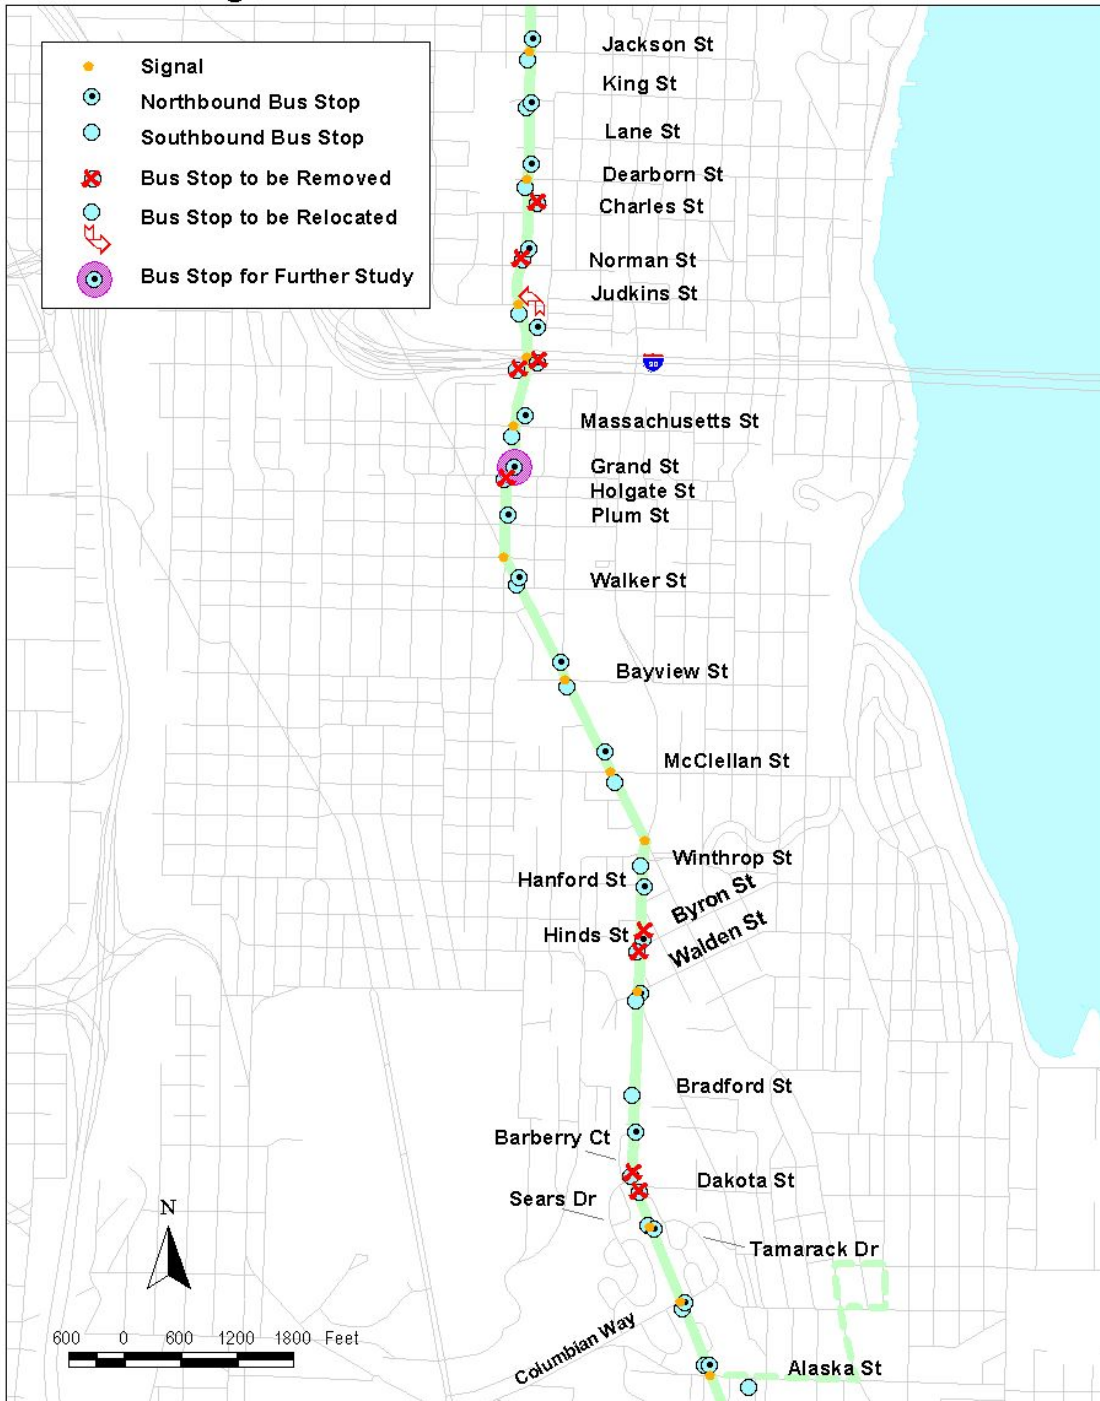 Signal
Northbound Bus Stop
Southbound Bus Stop
Bus Stop to be Removed
Bus Stop to be Relocated
Bus Stop for Further Study
Jackson St
King St
Lane St
Dearborn St
Charles St
Norman St
Judkins St
90
Massachusetts St
Grand St
Holgate St
Plum St
Walker St
Bayview St
McClellan St
Winthrop St
Hanford St
Byron St
Hinds St
Walden St
Bradford St
Barberry Ct
Dakota St
Sears Dr
N
Tamarack Dr
600 0 600 1200 1800 Feet
Columbian Way
Alaska St